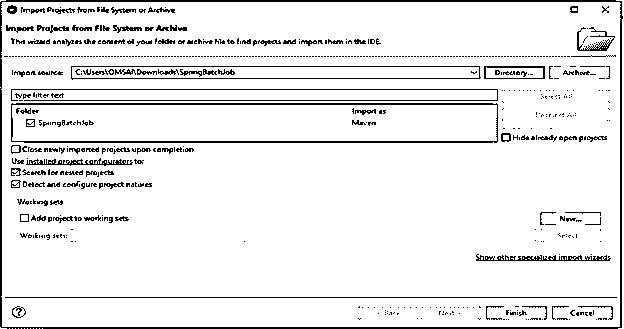 Import Projects from File System or Archive
Import Projects from File System or Archive
This wizard analyzes the content of your folder or archive file to find projects and import them in the IDE.
Import source: C:\Users\OMSAI\Downloads\SpringBatchJob Directory... Archive...
type filter text Select All
Folder Import as
SpringBatchJob Maven
Deselect All
Hide already open projects
Close newly imported projects upon completion
Use installed project configurators to:
Search for nested projects
Detect and configure project natures
Working sets
Add project to working sets New...
Working sets: Select
Show other specialized import wizards
Back Next Finish Cancel